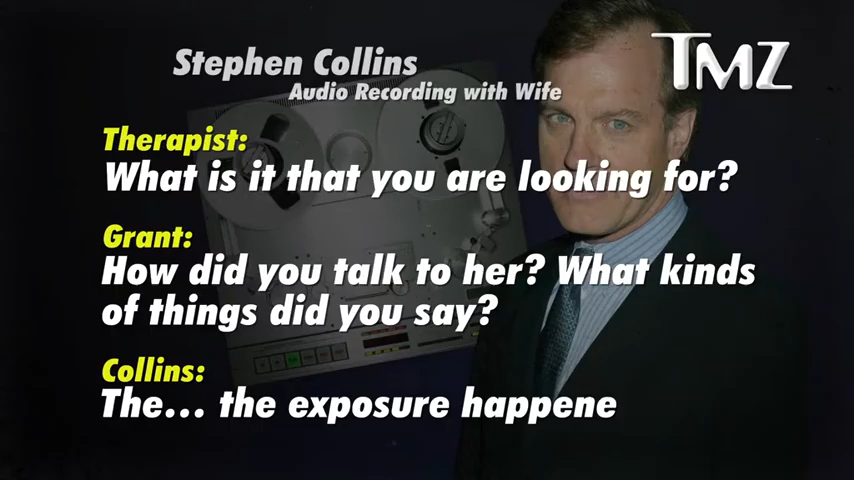 TMZ
Stephen Collins
Audio Recording with Wife
Therapist:
What is it that you are looking for?
Grant:
How did you talk to her? What kinds
of things did you say?
Collins:
The... the exposure happene